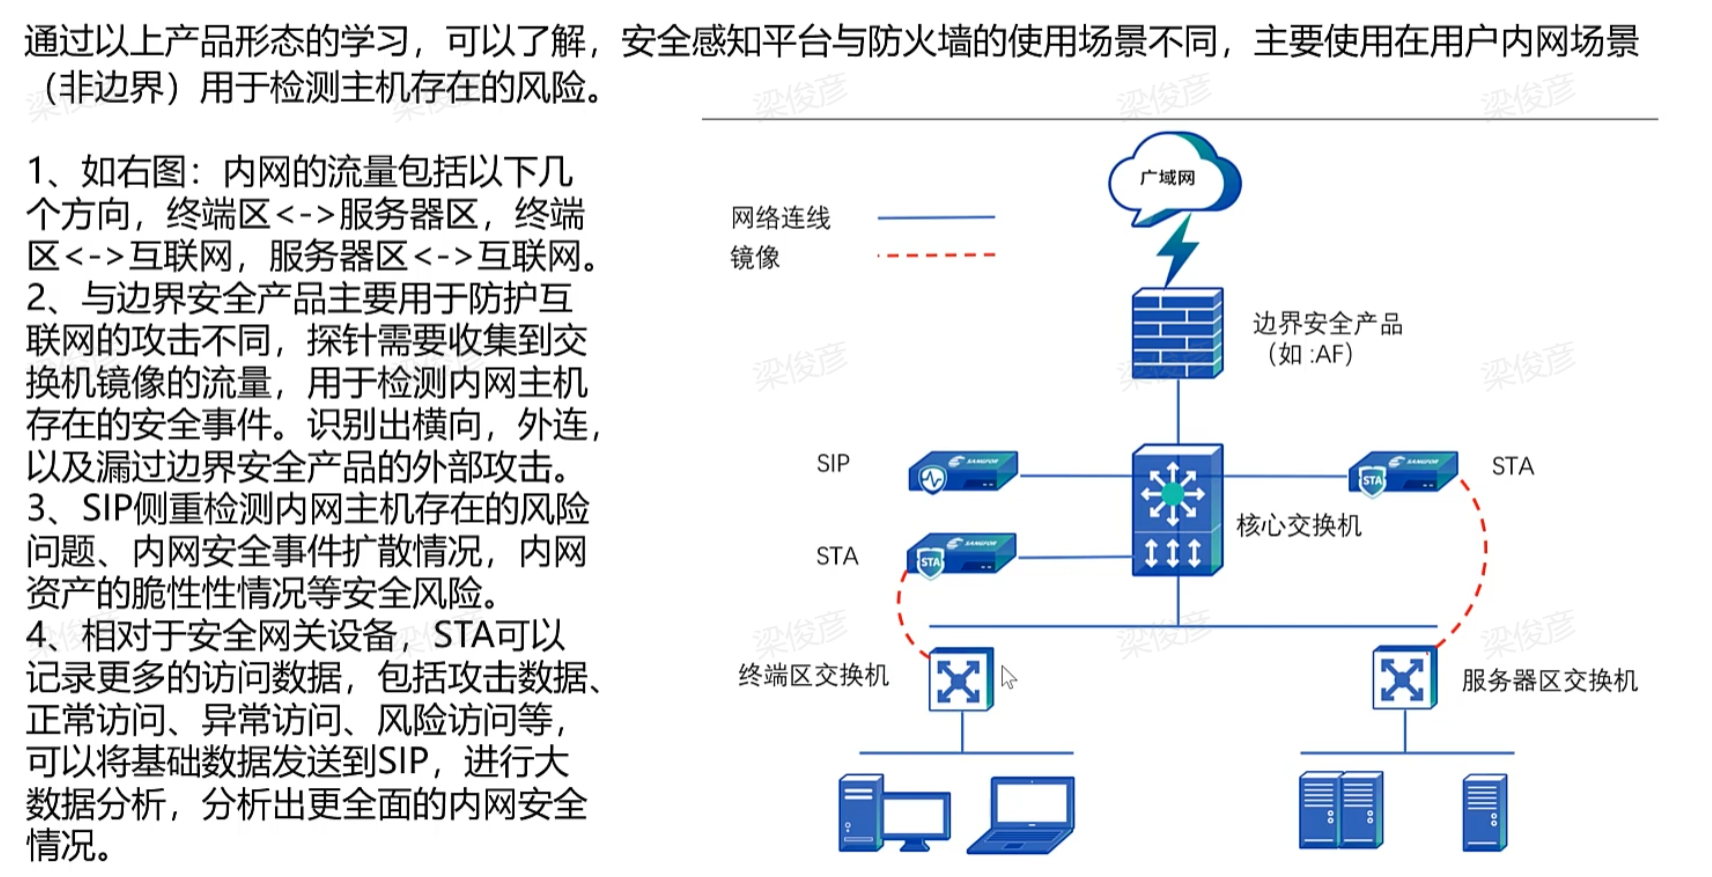 通过以上产品形态的学习，可以了解，安全感知平台与防火墙的使用场景不同，主要使用在用户内网场景
（非边界）用于检测主机存在的风险。
1、如右图：内网的流量包括以下几
个方向，终端区<->服务器区，终端
区<->互联网，服务器区<->互联网。
2、与边界安全产品主要用于防护互
联网的攻击不同，探针需要收集到交
换机镜像的流量，用于检测内网主机
存在的安全事件。识别出横向，外连，
以及漏过边界安全产品的外部攻击。
3、SIP侧重检测内网主机存在的风险
问题、内网安全事件扩散情况，内网
资产的脆性性情况等安全风险。
4、相对于安全网关设备，STA可以
记录更多的访问数据，包括攻击数据、
正常访问、异常访问、风险访问等，
可以将基础数据发送到SIP，进行大
数据分析，分析出更全面的内网安全
情况。
广域网
网络连线
镜像
边界安全产品
（如 :AF）
SIP
SANGFOR
SANGFOR
STA
STA
核心交换机
STA
SANGFOR
STA
终端区交换机
服务器区交换机
梁俊彦
梁俊彦
梁俊彦
梁俊彦
梁俊彦
梁俊彦
梁俊彦
梁俊彦
梁俊彦
梁俊彦
梁俊彦
梁俊彦
梁俊彦